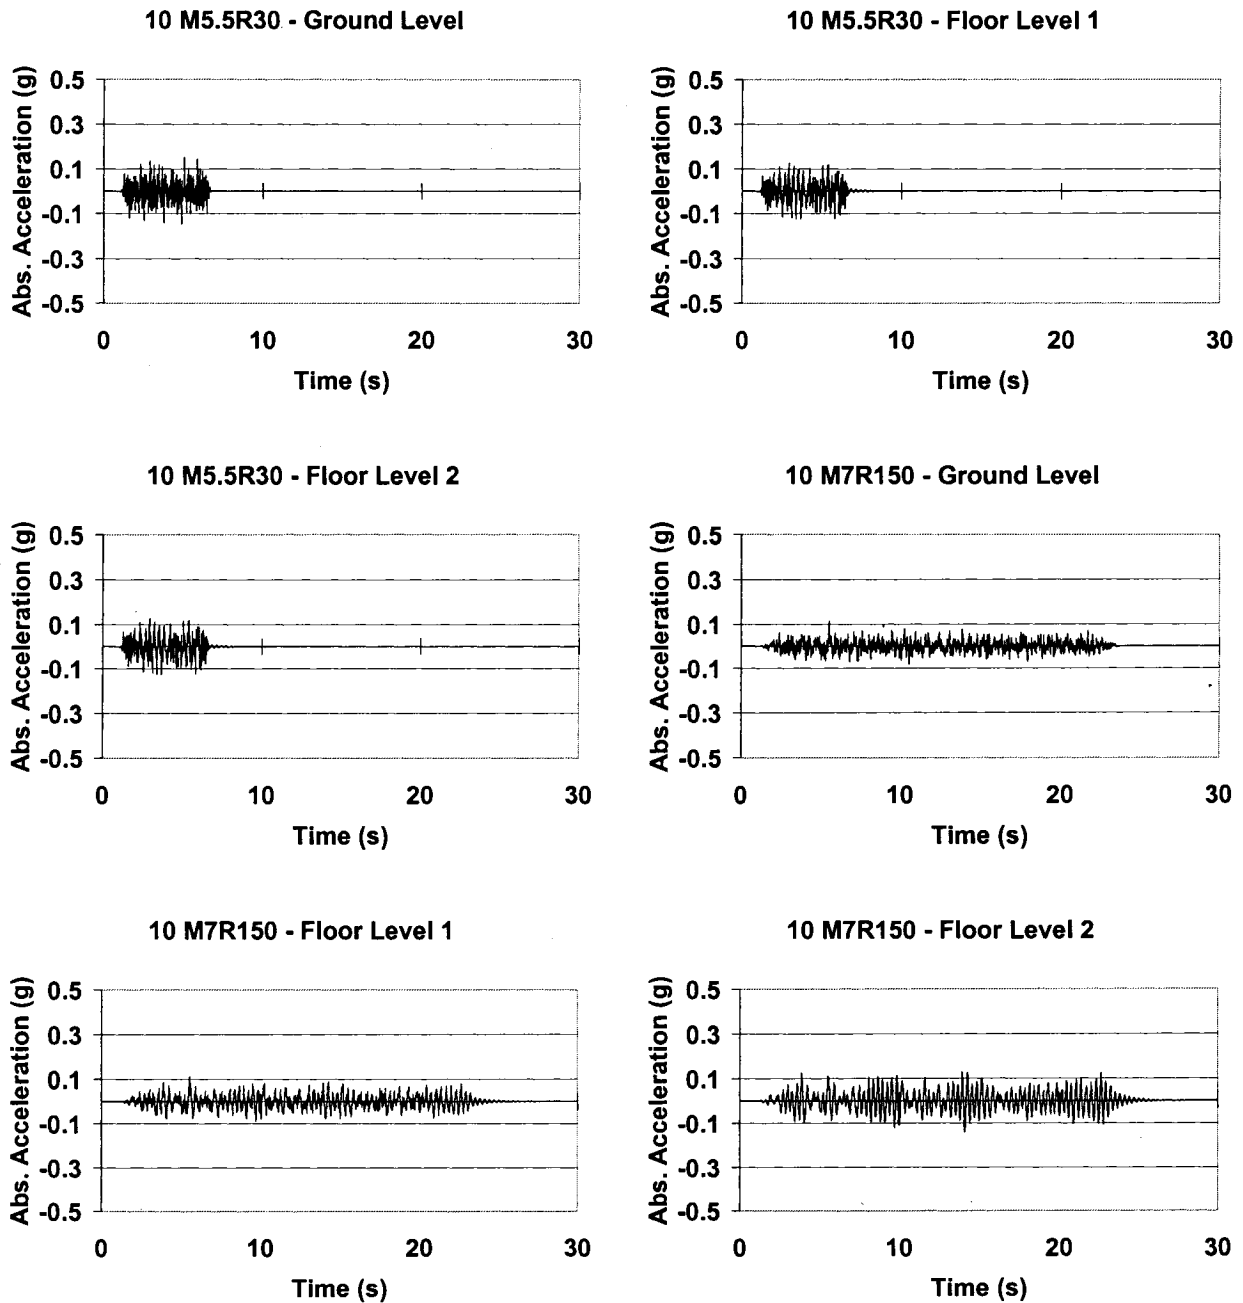 10 M5.5R30 - Ground Level
Abs. Acceleration (g)
0.5
0.3
0.1
-0.1
-0.3
-0.5
0 10 20 30
Time (s)
10 M5.5R30 - Floor Level 1
Abs. Acceleration (g)
0.5
0.3
0.1
-0.1
-0.3
-0.5
0 10 20 30
Time (s)
10 M5.5R30 - Floor Level 2
Abs. Acceleration (g)
0.5
0.3
0.1
-0.1
-0.3
-0.5
0 10 20 30
Time (s)
10 M7R150 - Ground Level
Abs. Acceleration (g)
0.5
0.3
0.1
-0.1
-0.3
-0.5
0 10 20 30
Time (s)
10 M7R150 - Floor Level 1
Abs. Acceleration (g)
0.5
0.3
0.1
-0.1
-0.3
-0.5
0 10 20 30
Time (s)
10 M7R150 - Floor Level 2
Abs. Acceleration (g)
0.5
0.3
0.1
-0.1
-0.3
-0.5
0 10 20 30
Time (s)